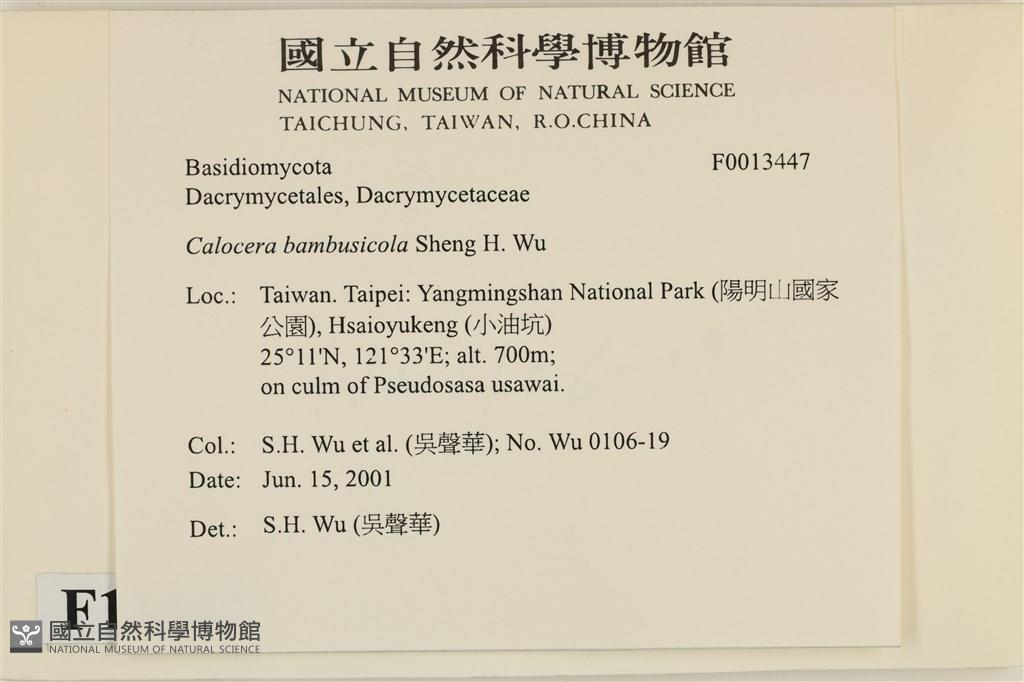 國立自然科學博物館
NATIONAL MUSEUM OF NATURAL SCIENCE
TAICHUNG, TAIWAN, R.O.CHINA
Basidiomycota F0013447
Dacrymycetales, Dacrymycetaceae
Calocera bambusicola Sheng H. Wu
Loc.: Taiwan. Taipei: Yangmingshan National Park (陽明山國家
公園), Hsaioyukeng (小油坑)
25°11'N, 121°33'E; alt. 700m;
on culm of Pseudosasa usawai.
Col.: S.H. Wu et al. (吳聲華); No. Wu 0106-19
Date: Jun. 15, 2001
Det.: S.H. Wu (吳聲華)
F1
國立自然科學博物館
NATIONAL MUSEUM OF NATURAL SCIENCE